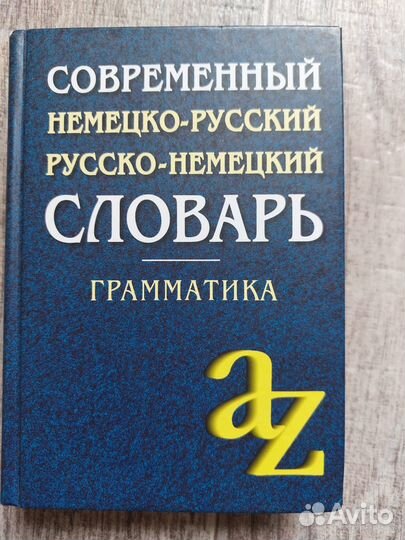 СОВРЕМЕННЫЙ
НЕМЕЦКО-РУССКИЙ
РУССКО-НЕМЕЦКИЙ
СЛОВАРЬ
ГРАММАТИКА
az
Avito